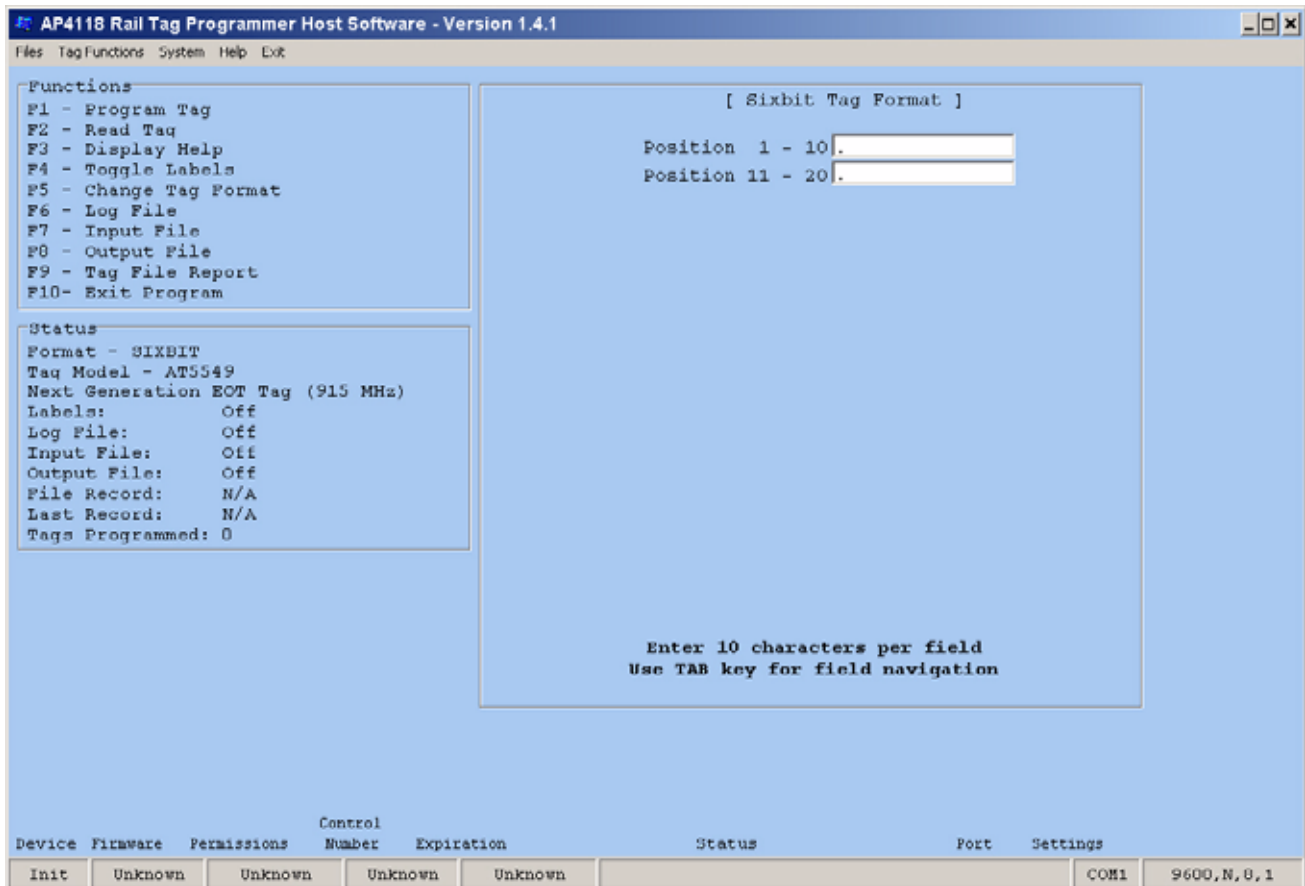 AP4118 Rail Tag Programmer Host Software - Version 1.4.1
Files Tag Functions System Help Exit
Functions
F1 - Program Tag
F2 - Read Tag
F3 - Display Help
F4 - Toggle Labels
F5 - Change Tag Format
F6 - Log File
F7 - Input File
F8 - Output File
F9 - Tag File Report
F10- Exit Program
Status
Format - SIXBIT
Tag Model - AT5549
Next Generation EOT Tag (915 MHz)
Labels: Off
Log File: Off
Input File: Off
Output File: Off
File Record: N/A
Last Record: N/A
Tags Programmed: 0
[ Sixbit Tag Format ]
Position 1 - 10 .
Position 11 - 20 .
Enter 10 characters per field
Use TAB key for field navigation
Device Firmware Permissions Control Number Expiration Status Port Settings
Init Unknown Unknown Unknown Unknown COM1 9600,N,8,1